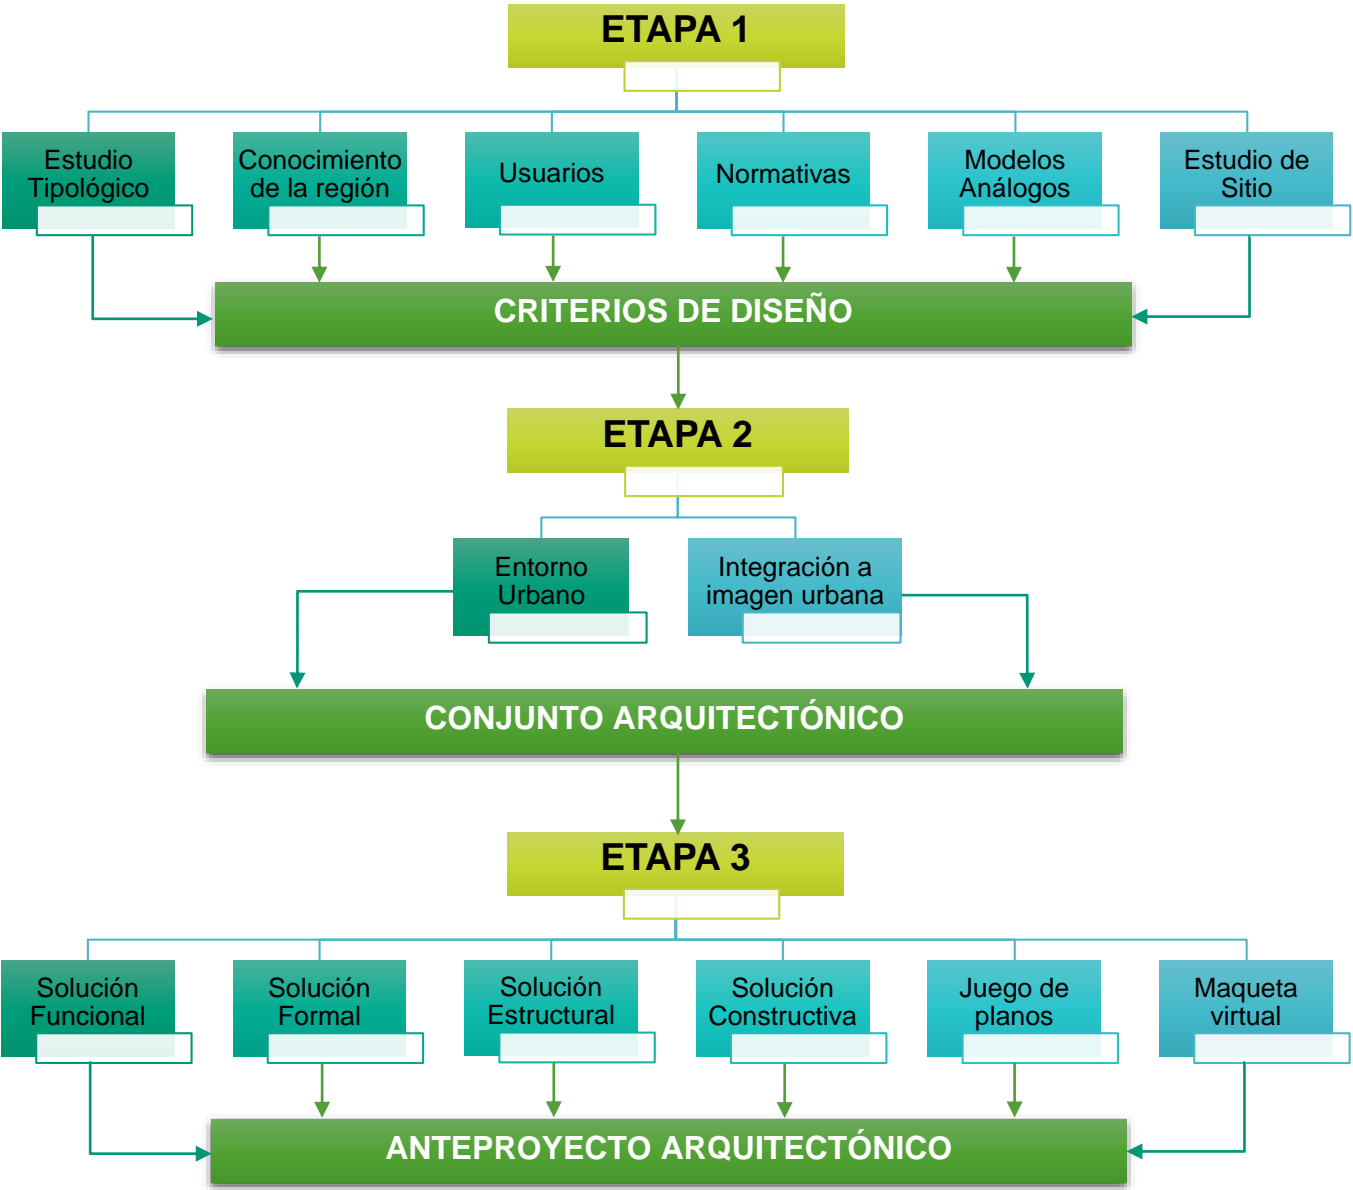 ETAPA 1
Estudio
Tipológico
Conocimiento
de la región
Usuarios
Normativas
Modelos
Análogos
Estudio de
Sitio
CRITERIOS DE DISEÑO
ETAPA 2
Entorno
Urbano
Integración a
imagen urbana
CONJUNTO ARQUITECTÓNICO
ETAPA 3
Solución
Funcional
Solución
Formal
Solución
Estructural
Solución
Constructiva
Juego de
planos
Maqueta
virtual
ANTEPROYECTO ARQUITECTÓNICO